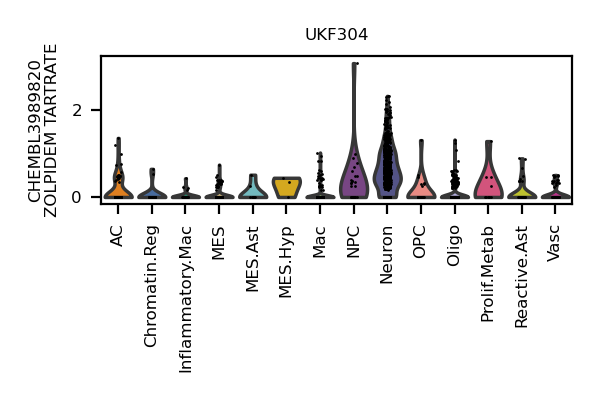 UKF304
CHEMBL3989820
ZOLPIDEM TARTRATE
2
0
AC
Chromatin.Reg
Inflammatory.Mac
MES
MES.Ast
MES.Hyp
Mac
NPC
Neuron
OPC
Oligo
Prolif.Metab
Reactive.Ast
Vasc